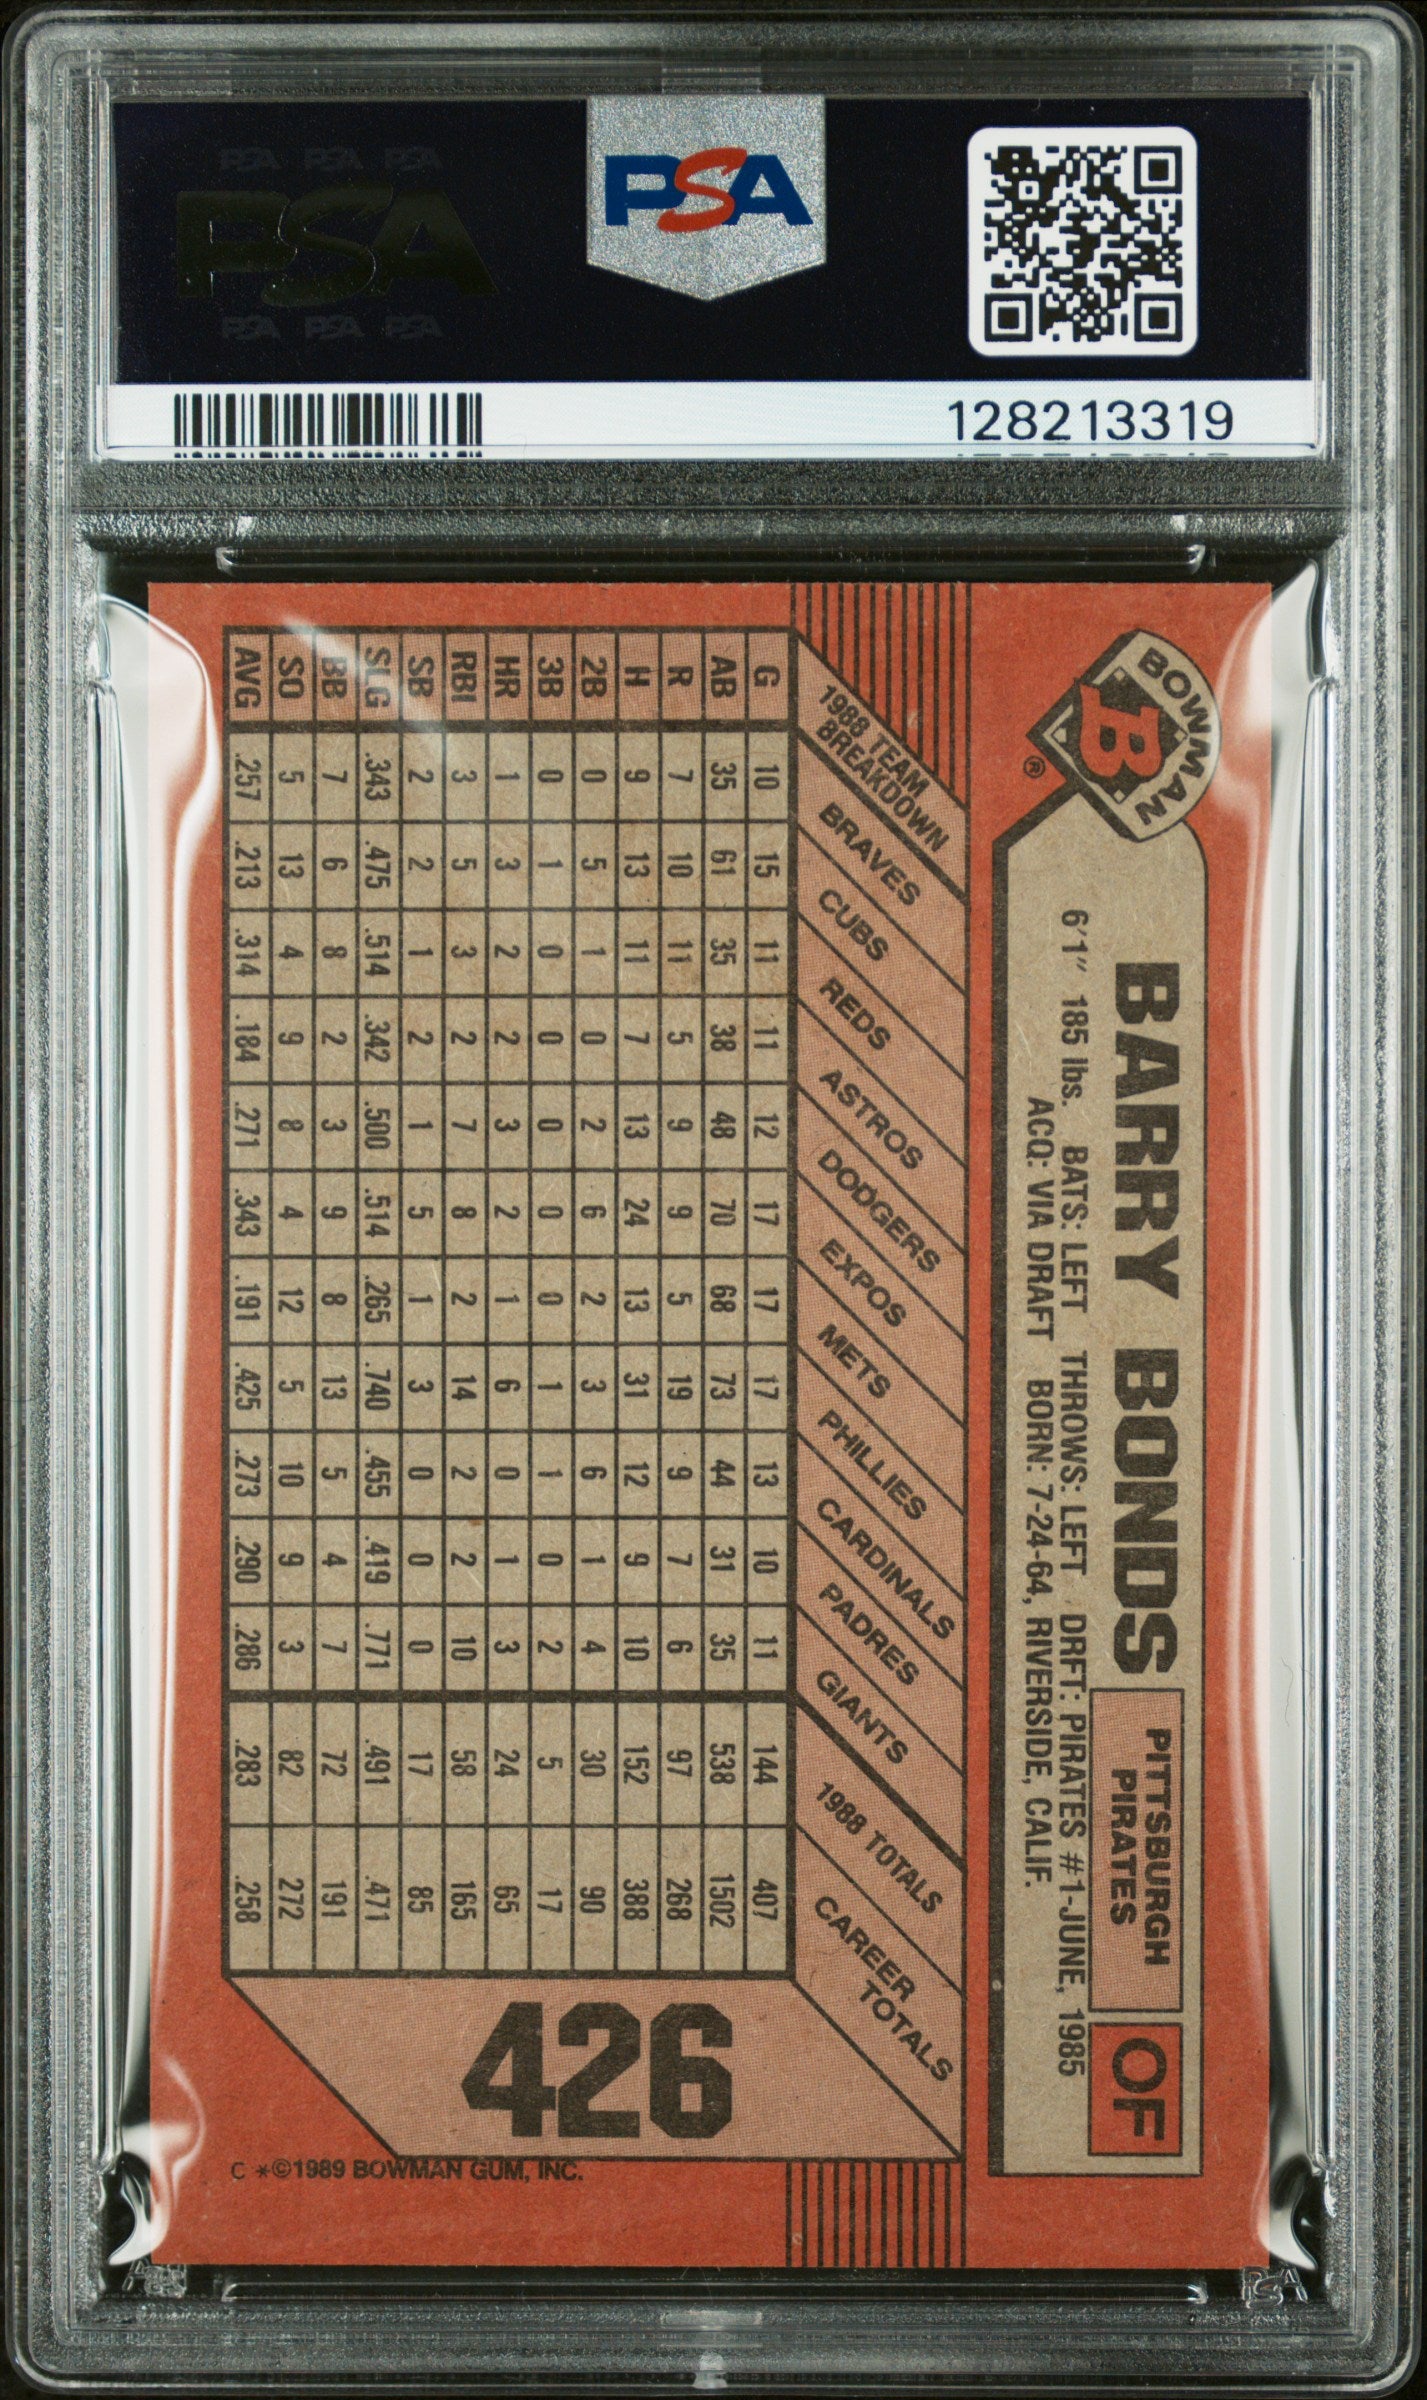 PSA PSA PSA
PSA
PSA PSA PSA
PSA
128213319
BOWMAN
B
®
BARRY BONDS
PITTSBURGH
PIRATES
OF
6'1" 185 lbs. BATS: LEFT THROWS: LEFT DRFT: PIRATES #1-JUNE, 1985
ACQ: VIA DRAFT BORN: 7-24-64, RIVERSIDE, CALIF.
1988 TEAM
BREAKDOWN
BRAVES
CUBS
REDS
ASTROS
DODGERS
EXPOS
METS
PHILLIES
CARDINALS
PADRES
GIANTS
1988 TOTALS
CAREER
TOTALS
G 10 15 11 11 12 17 17 17 13 10 11 144 407
AB 35 61 35 38 48 70 68 73 44 31 35 538 1502
R 7 10 11 5 9 9 5 19 9 7 6 97 268
H 9 13 11 7 13 24 13 31 12 9 10 152 388
2B 0 5 1 0 2 6 2 3 6 1 4 30 90
3B 0 1 0 0 0 0 0 1 1 0 2 5 17
HR 1 3 2 2 3 2 1 6 0 1 3 24 65
RBI 3 5 3 2 7 8 2 14 2 2 10 58 165
SB 2 2 1 2 1 5 1 3 0 0 0 17 85
SLG .343 .475 .514 .342 .500 .514 .265 .740 .455 .419 .771 .491 .471
BB 7 6 8 2 3 9 8 13 5 4 7 72 191
SO 5 13 4 9 8 4 12 5 10 9 3 82 272
AVG .257 .213 .314 .184 .271 .343 .191 .425 .273 .290 .286 .283 .258
426
C *©1989 BOWMAN GUM, INC.
PSA